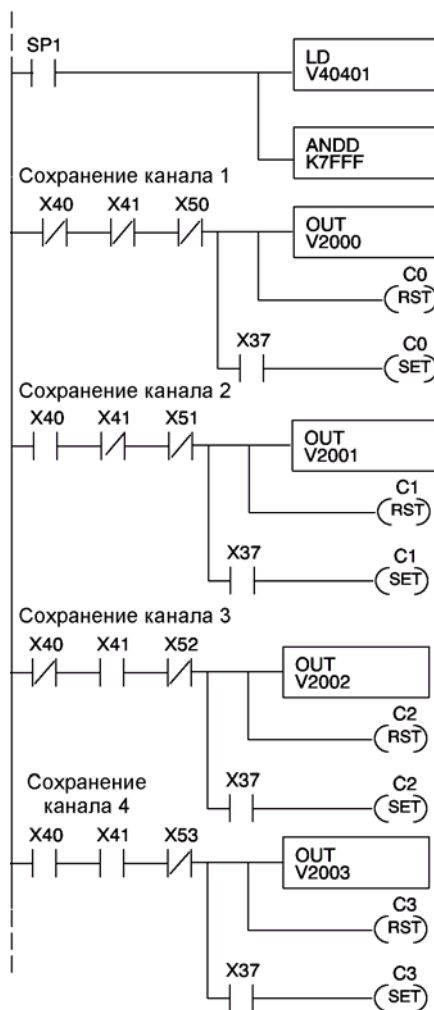 SP1
LD
V40401
ANDD
K7FFF
Сохранение канала 1
X40 X41 X50
OUT
V2000
C0
RST
X37 C0
SET
Сохранение канала 2
X40 X41 X51
OUT
V2001
C1
RST
X37 C1
SET
Сохранение канала 3
X40 X41 X52
OUT
V2002
C2
RST
X37 C2
SET
Сохранение
канала 4
X40 X41 X53
OUT
V2003
C3
RST
X37 C3
SET